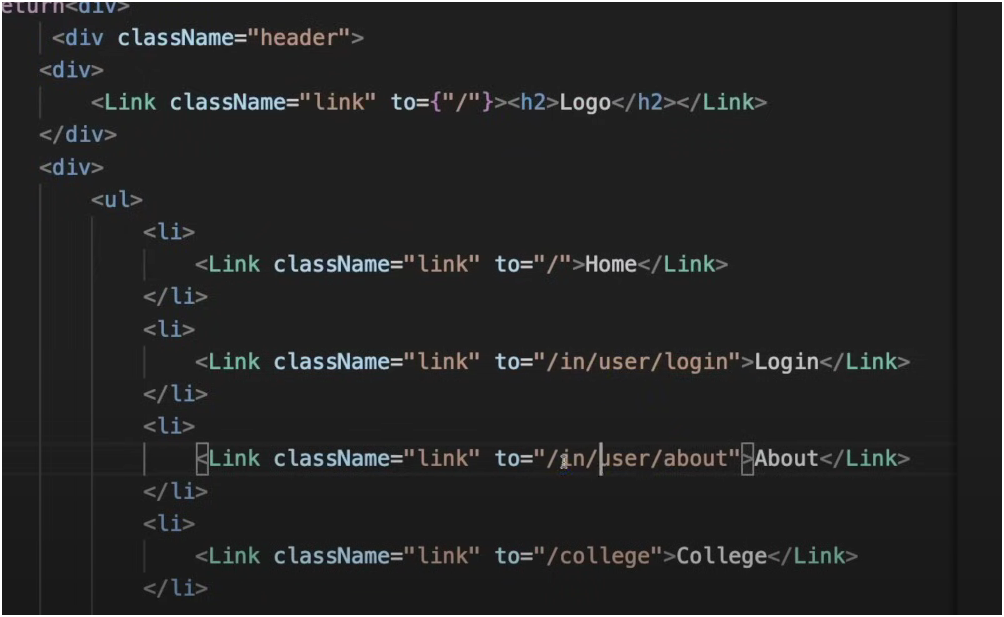 eturn<div>
<div className="header">
<div>
<Link className="link" to={"/"}><h2>Logo</h2></Link>
</div>
<div>
<ul>
<li>
<Link className="link" to="/">Home</Link>
</li>
<li>
<Link className="link" to="/in/user/login">Login</Link>
</li>
<li>
<Link className="link" to="/in/user/about">About</Link>
</li>
<li>
<Link className="link" to="/college">College</Link>
</li>